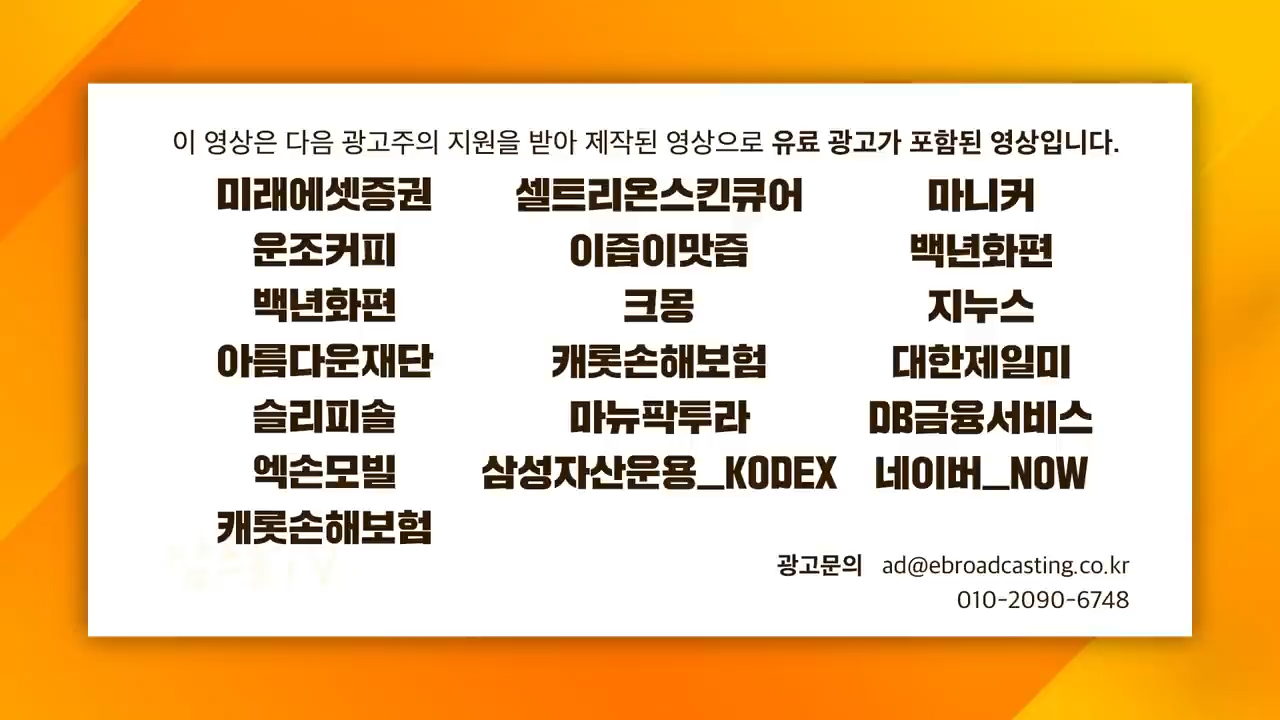 이 영상은 다음 광고주의 지원을 받아 제작된 영상으로 유료 광고가 포함된 영상입니다.
미래에셋증권 셀트리온스킨큐어 마니커
운조커피 이즙이맛즙 백년화편
백년화편 크몽 지누스
아름다운재단 캐롯손해보험 대한제일미
슬리피솔 마뉴팍투라 DB금융서비스
엑손모빌 삼성자산운용_KODEX 네이버_NOW
캐롯손해보험
광고문의 ad@ebroadcasting.co.kr
010-2090-6748